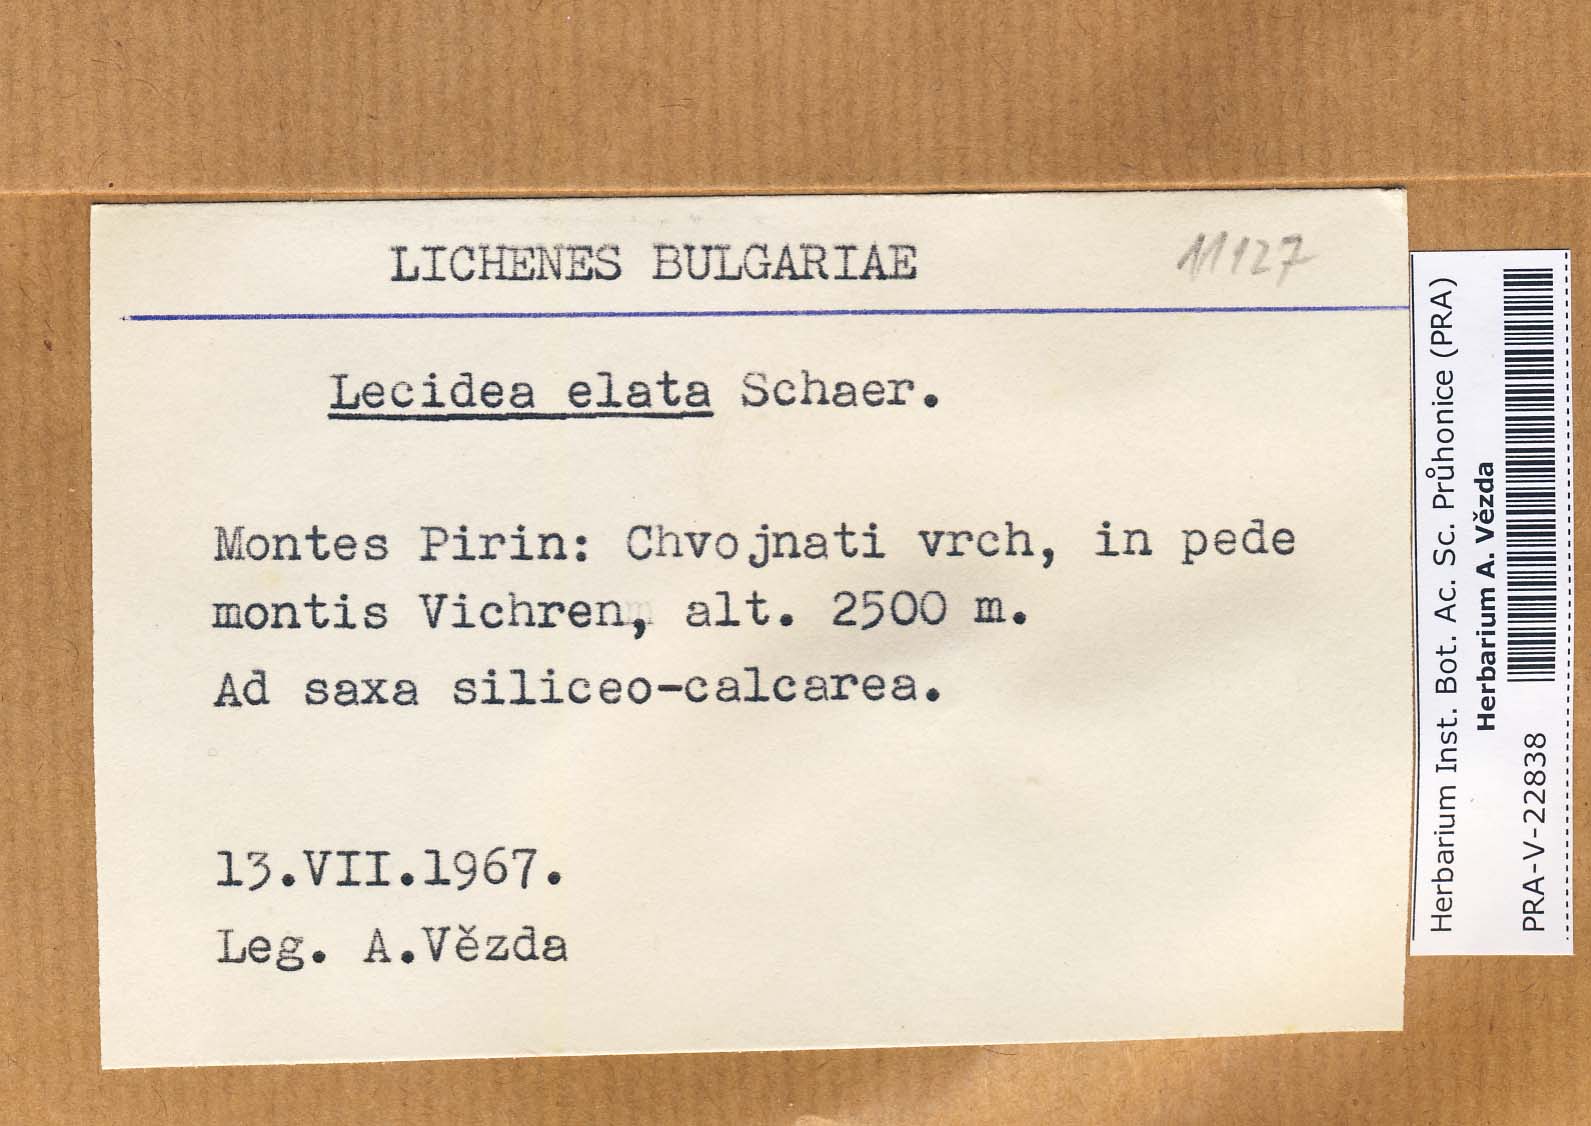 LICHENES BULGARIAE
11127
Lecidea elata Schaer.
Montes Pirin: Chvojnati vrch, in pede
montis Vichren, alt. 2500 m.
Ad saxa siliceo-calcarea.
13.VII.1967.
Leg. A.Vězda
Herbarium Inst. Bot. Ac. Sc. Průhonice (PRA)
Herbarium A. Vězda
PRA-V-22838